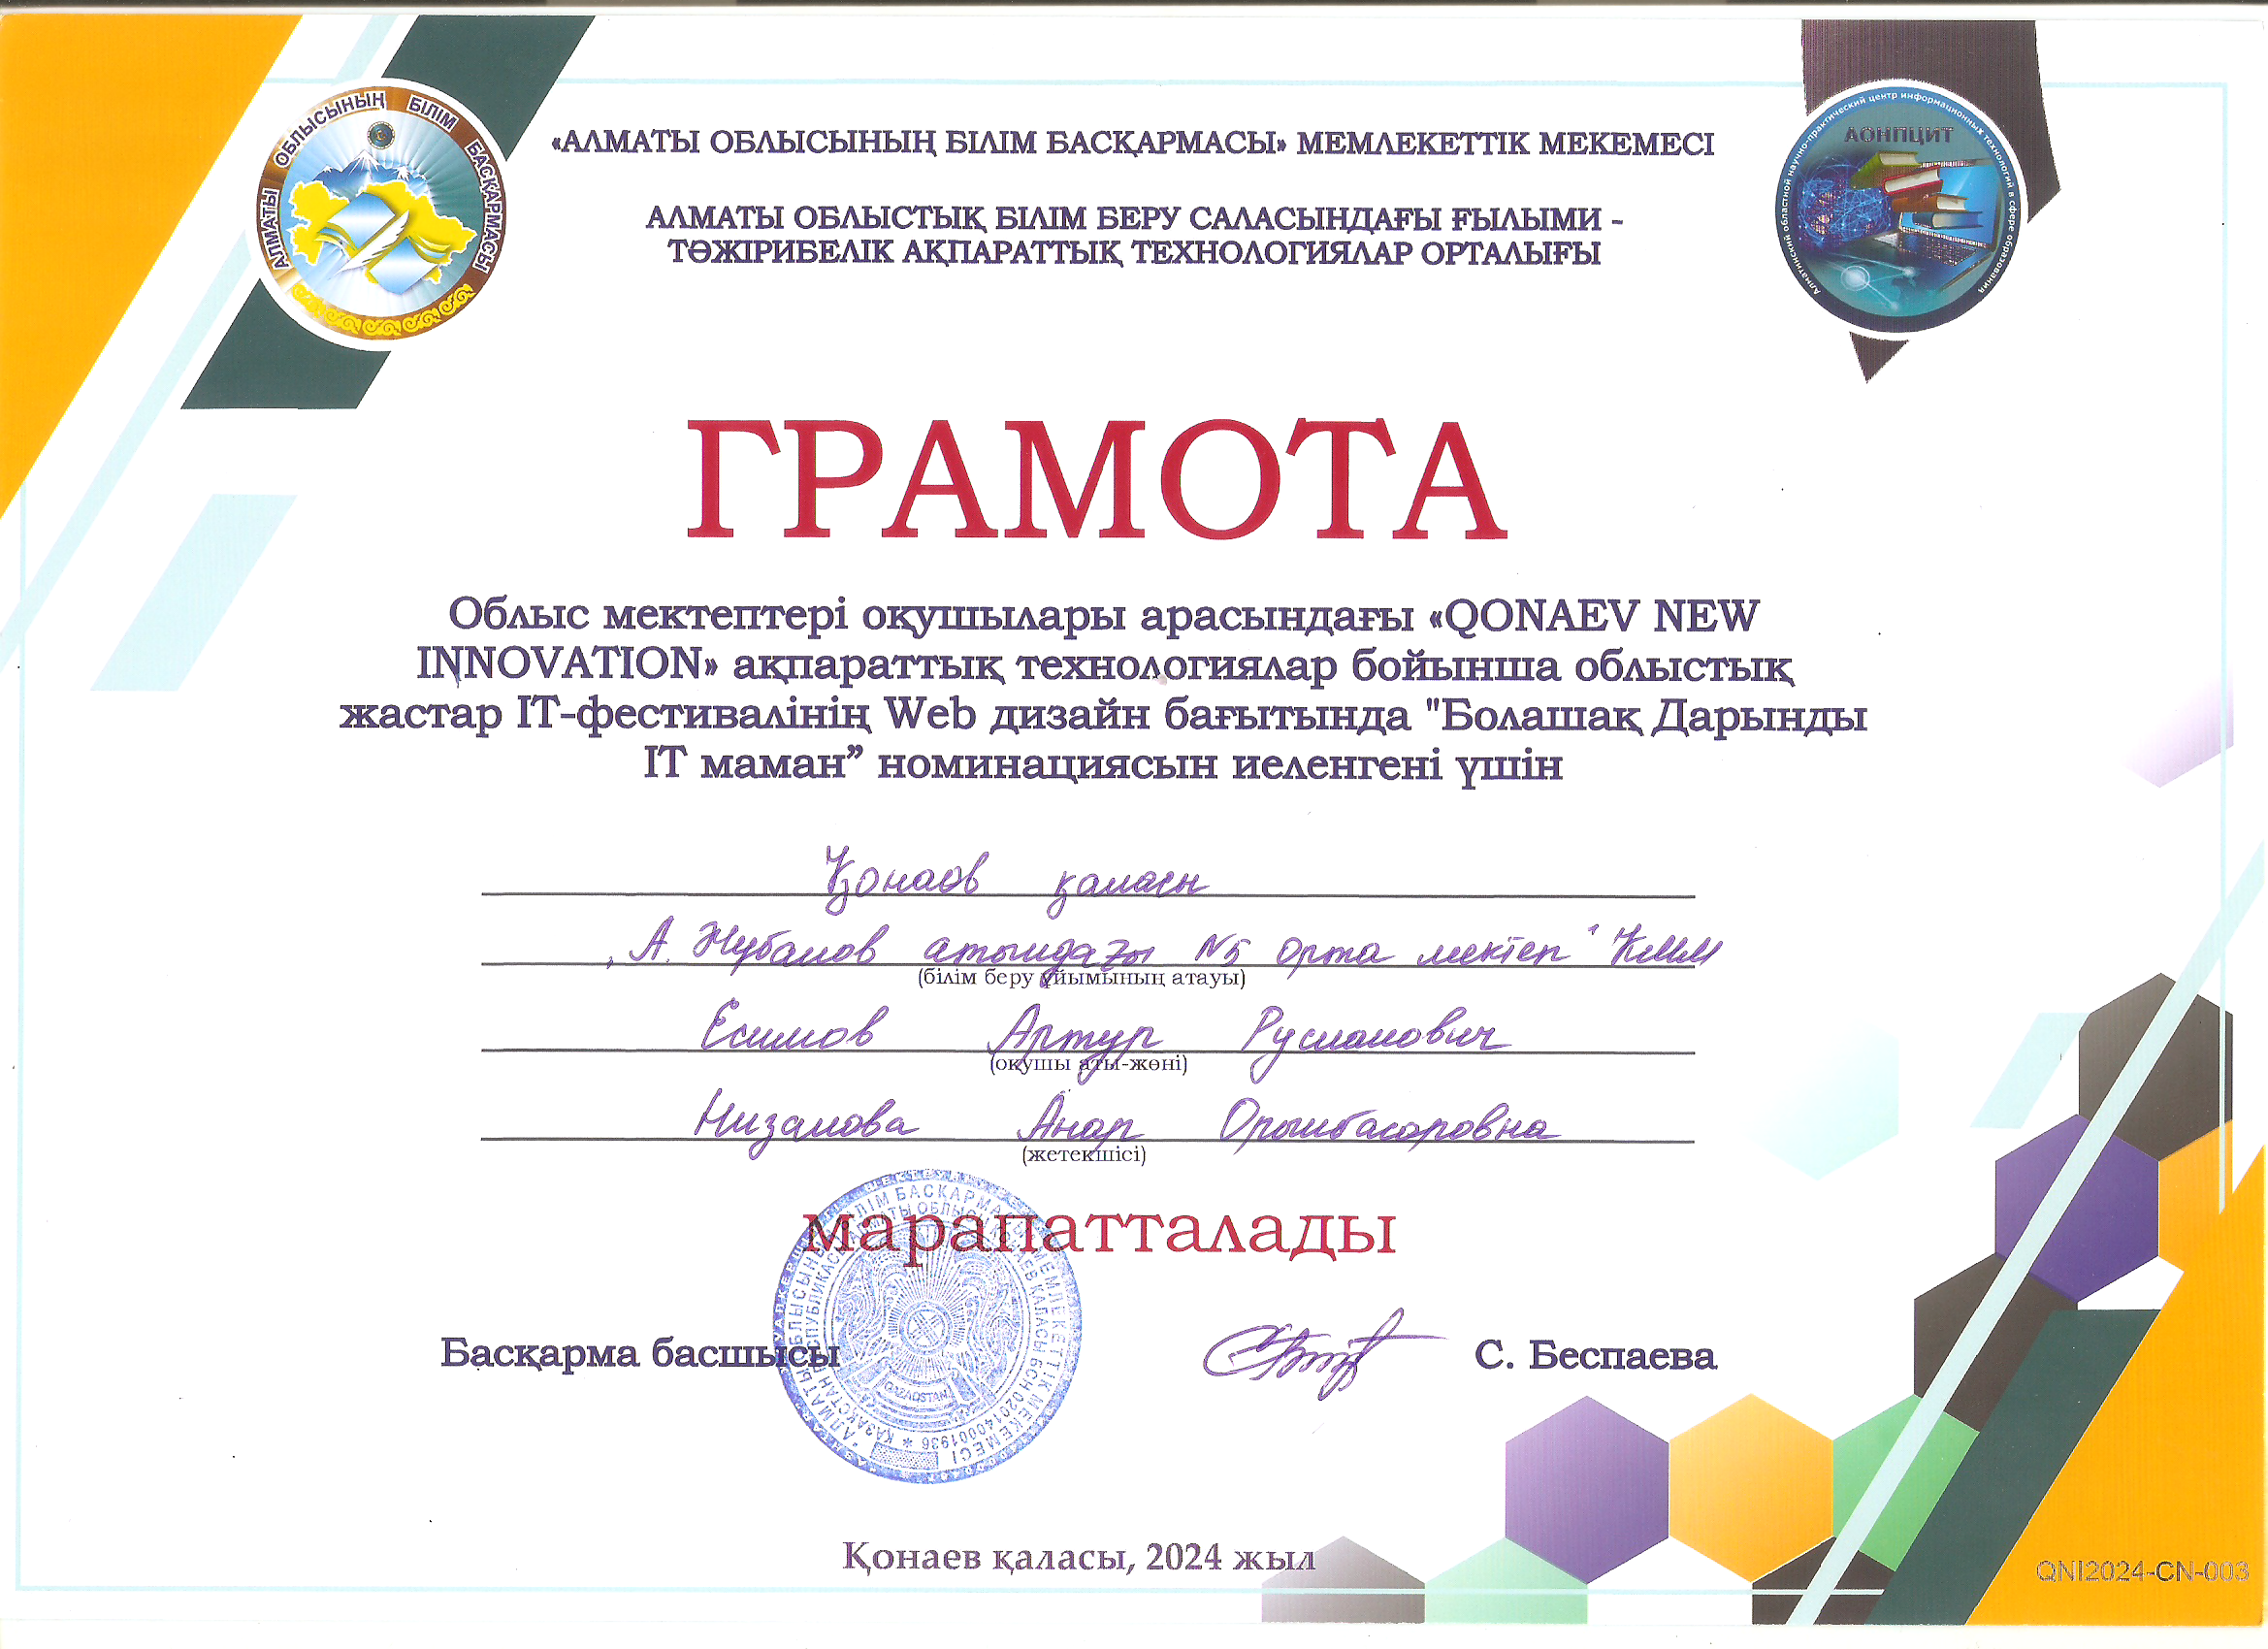 АЛМАТЫ ОБЛЫСЫНЫҢ БІЛІМ БАСҚАРМАСЫ
«АЛМАТЫ ОБЛЫСЫНЫҢ БІЛІМ БАСҚАРМАСЫ» МЕМЛЕКЕТТІК МЕКЕМЕСІ
АЛМАТЫ ОБЛЫСТЫҚ БІЛІМ БЕРУ САЛАСЫНДАҒЫ ҒЫЛЫМИ -
ТӘЖІРИБЕЛІК АҚПАРАТТЫҚ ТЕХНОЛОГИЯЛАР ОРТАЛЫҒЫ
Алматинский областной научно-практический центр информационных технологий в сфере образования
АОНПЦИТ
ГРАМОТА
Облыс мектептері оқушылары арасындағы «QONAEV NEW
INNOVATION» ақпараттық технологиялар бойынша облыстық
жастар IT-фестивалінің Web дизайн бағытында "Болашақ Дарынды
IT маман” номинациясын иеленгені үшін
Қонаев қаласы
„А. Жубанов атындағы №5 орта мектеп" КММ
(білім беру ұйымының атауы)
Есимов Артур Русланович
(оқушы аты-жөні)
Низамова Анар Орынбасаровна
(жетекшісі)
марапатталады
Басқарма басшысы
С. Беспаева
QAZAQSTAN
Қонаев қаласы, 2024 жыл
QNI2024-CN-003